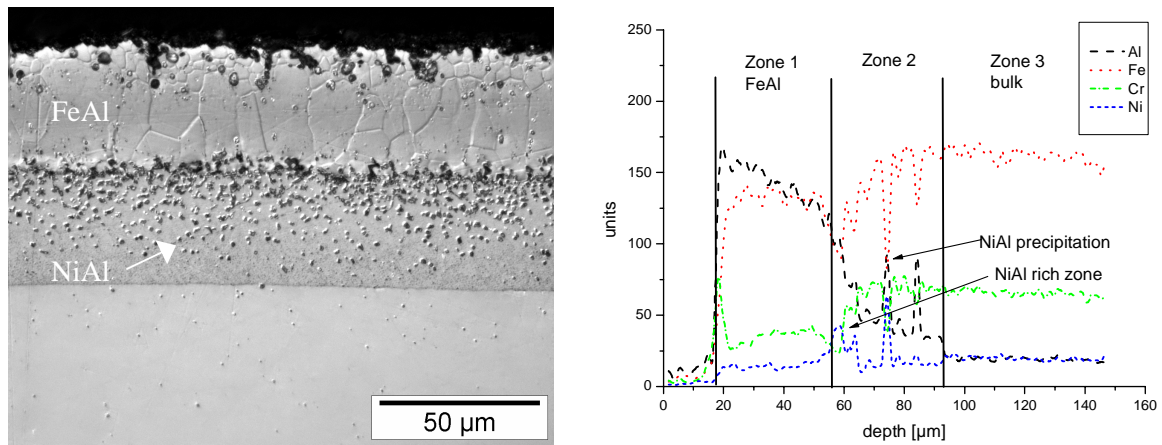 FeAl
NiAl
50 µm
250
200
150
100
50
0
units
0 20 40 60 80 100 120 140 160
depth [µm]
Zone 1
FeAl
Zone 2
Zone 3
bulk
Al
Fe
Cr
Ni
NiAl precipitation
NiAl rich zone